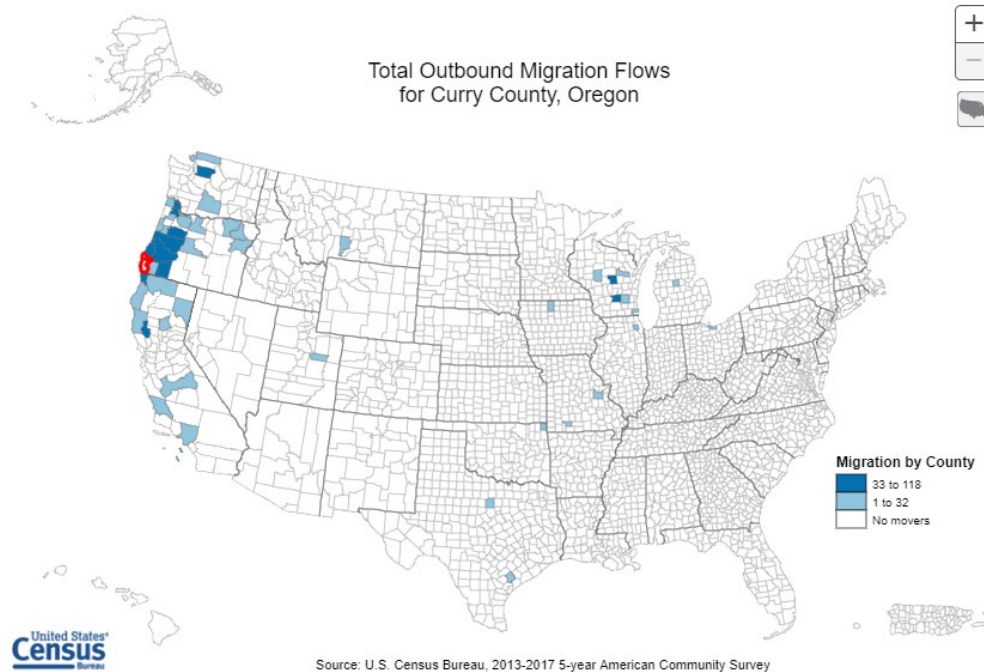 Total Outbound Migration Flows
for Curry County, Oregon
+
−
Migration by County
33 to 118
1 to 32
No movers
United States®
Census
Bureau
Source: U.S. Census Bureau, 2013-2017 5-year American Community Survey